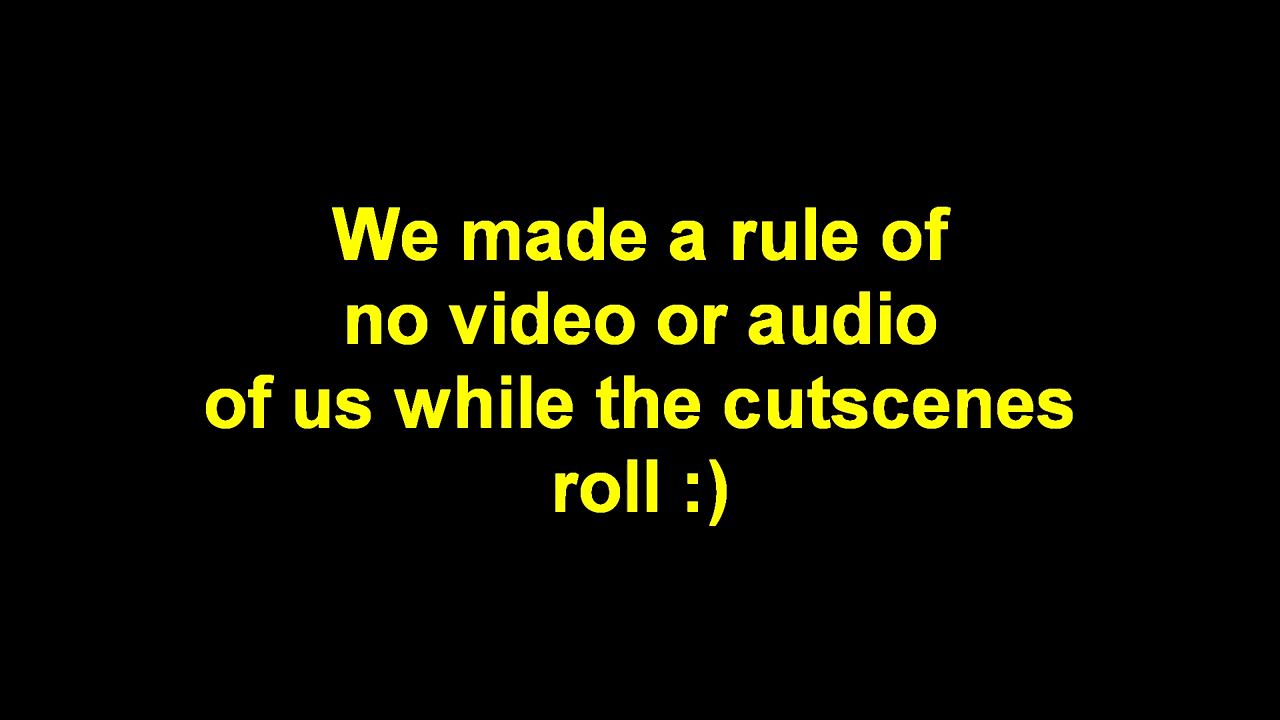 We made a rule of
no video or audio
of us while the cutscenes
roll :)